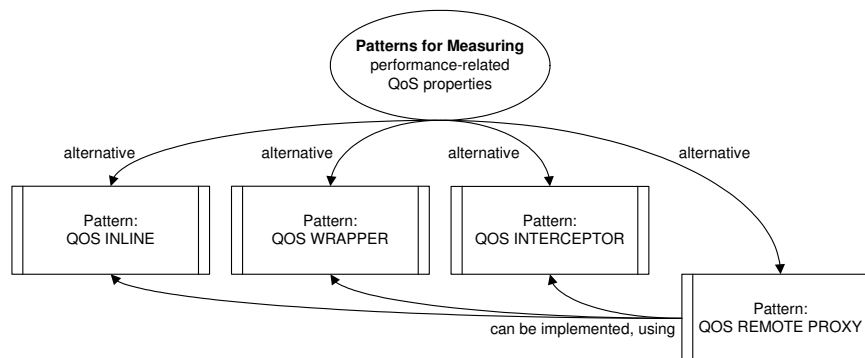 Patterns for Measuring
performance-related
QoS properties
alternative
alternative
alternative
alternative
Pattern:
QOS INLINE
Pattern:
QOS WRAPPER
Pattern:
QOS INTERCEPTOR
Pattern:
QOS REMOTE PROXY
can be implemented, using